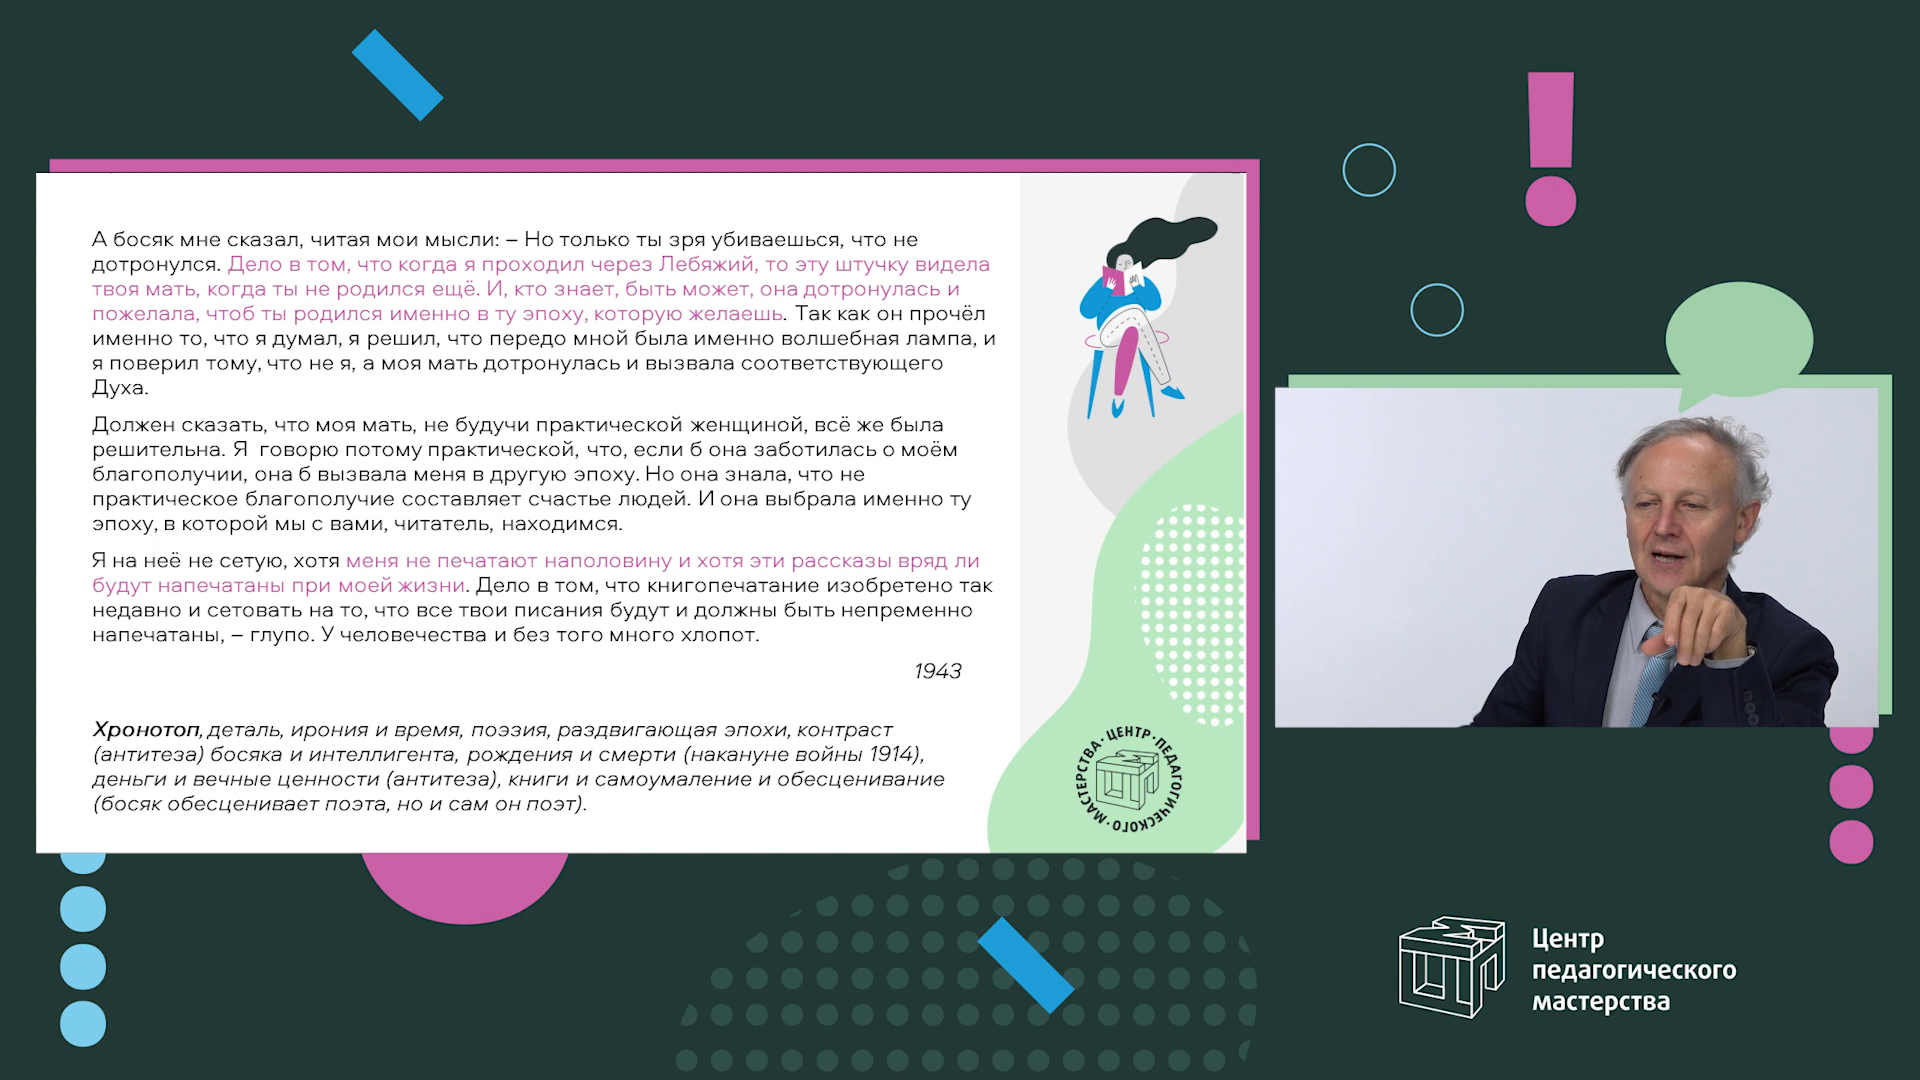 А босяк мне сказал, читая мои мысли: – Но только ты зря убиваешься, что не
дотронулся. Дело в том, что когда я проходил через Лебяжий, то эту штучку видела
твоя мать, когда ты не родился ещё. И, кто знает, быть может, она дотронулась и
пожелала, чтоб ты родился именно в ту эпоху, которую желаешь. Так как он прочёл
именно то, что я думал, я решил, что передо мной была именно волшебная лампа, и
я поверил тому, что не я, а моя мать дотронулась и вызвала соответствующего
Духа.
Должен сказать, что моя мать, не будучи практической женщиной, всё же была
решительна. Я говорю потому практической, что, если б она заботилась о моём
благополучии, она б вызвала меня в другую эпоху. Но она знала, что не
практическое благополучие составляет счастье людей. И она выбрала именно ту
эпоху, в которой мы с вами, читатель, находимся.
Я на неё не сетую, хотя меня не печатают наполовину и хотя эти рассказы вряд ли
будут напечатаны при моей жизни. Дело в том, что книгопечатание изобретено так
недавно и сетовать на то, что все твои писания будут и должны быть непременно
напечатаны, – глупо. У человечества и без того много хлопот.
1943
Хронотоп, деталь, ирония и время, поэзия, раздвигающая эпохи, контраст
(антитеза) босяка и интеллигента, рождения и смерти (накануне войны 1914),
деньги и вечные ценности (антитеза), книги и самоумаление и обесценивание
(босяк обесценивает поэта, но и сам он поэт).
ЦЕНТР·ПЕДАГОГИЧЕСКОГО·МАСТЕРСТВА·
Центр
педагогического
мастерства